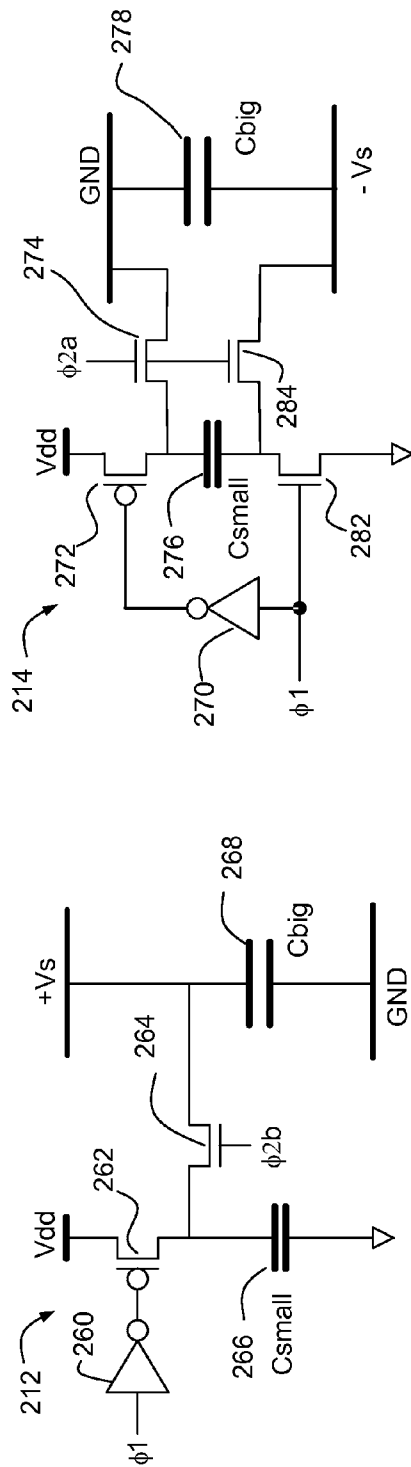 212
260
ϕ1
Vdd
262
264
ϕ2b
266
Csmall
+Vs
268
Cbig
GND
214
270
ϕ1
272
Vdd
ϕ2a
274
276
Csmall
282
284
GND
278
Cbig
- Vs